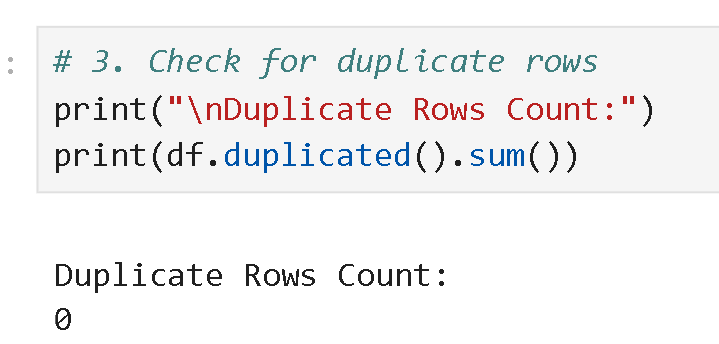 :
# 3. Check for duplicate rows
print("\nDuplicate Rows Count:")
print(df.duplicated().sum())
Duplicate Rows Count:
0